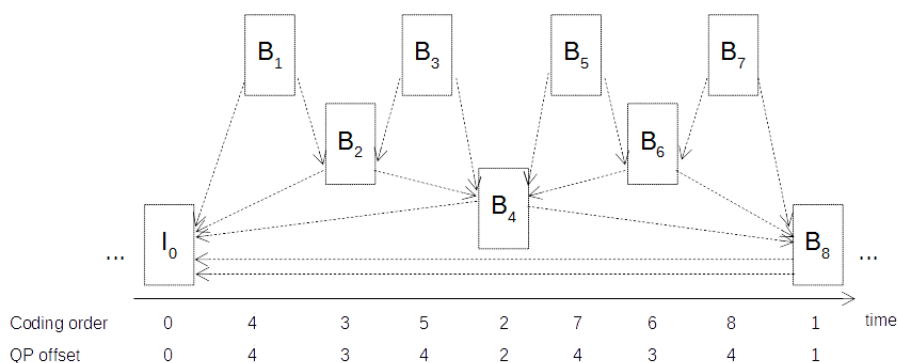 B1 B3 B5 B7
B2 B6
B4
... I0 B8 ...
Coding order 0 4 3 5 2 7 6 8 1 time
QP offset 0 4 3 4 2 4 3 4 1